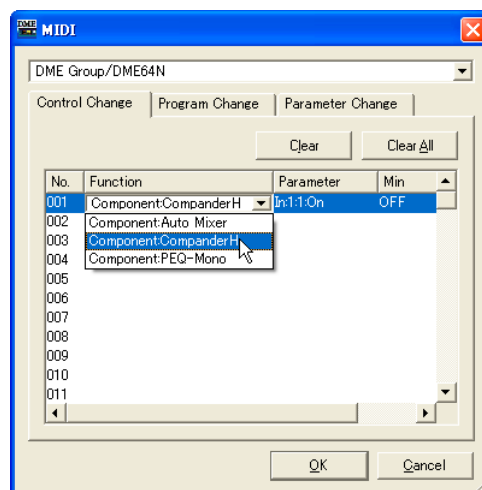 DME MIDI
DME Group/DME64N
Control Change Program Change Parameter Change
Clear Clear All
No. Function Parameter Min
001 Component:CompanderH In:1:1:On OFF
002 Component:Auto Mixer
003 Component:CompanderH
004 Component:PEQ-Mono
005
006
007
008
009
010
011
OK Cancel